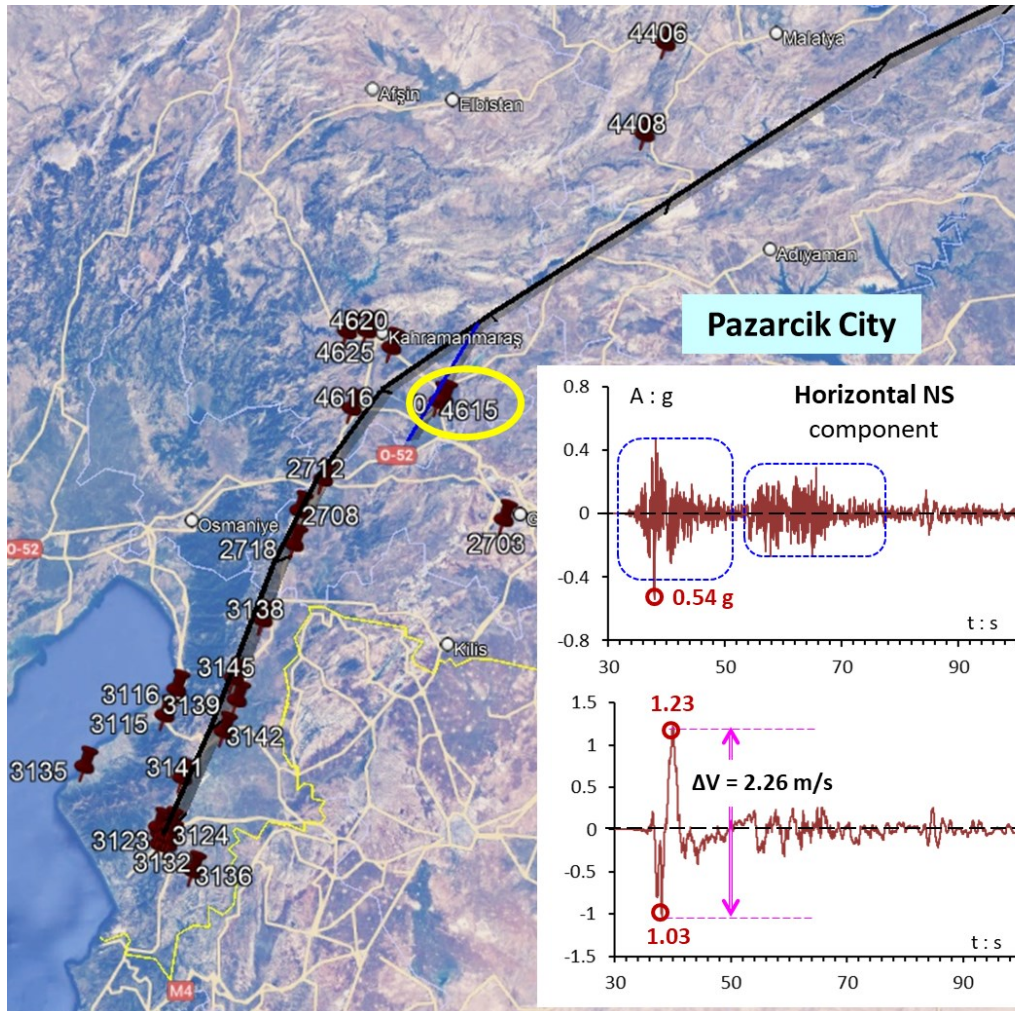 4406
Malatya
Afşin
Elbistan
4408
Adıyaman
4620
Kahramanmaraş
4625
Pazarcik City
4616
0
4615
O-52
2712
2708
Osmaniye
2718
2703
G
O-52
3138
Kilis
3145
3116
3139
3115
3142
3135
3141
3123
3124
3132
3136
M4
0.8
0.4
0
-0.4
-0.8
A : g
Horizontal NS
component
0.54 g
t : s
30
50
70
90
1.5
1
0.5
0
-0.5
-1
-1.5
1.23
ΔV = 2.26 m/s
1.03
t : s
30
50
70
90